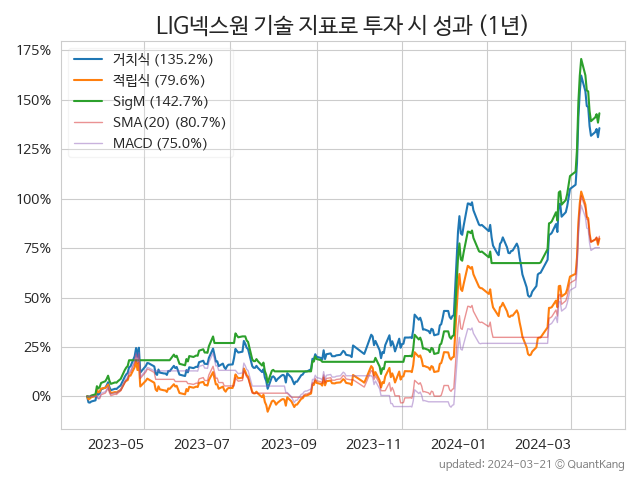 LIG넥스원 기술 지표로 투자 시 성과 (1년)
175%
150%
125%
100%
75%
50%
25%
0%
거치식 (135.2%)
적립식 (79.6%)
SigM (142.7%)
SMA(20) (80.7%)
MACD (75.0%)
2023-05
2023-07
2023-09
2023-11
2024-01
2024-03
updated: 2024-03-21 © QuantKang